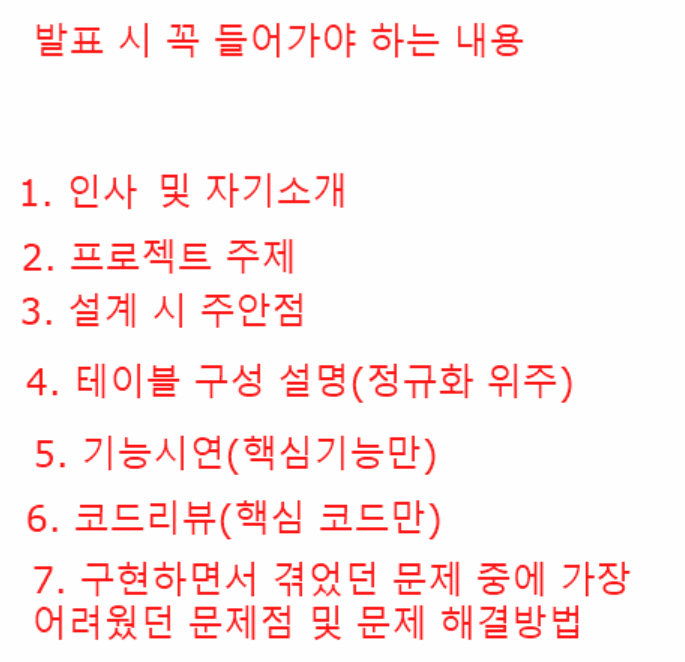 발표 시 꼭 들어가야 하는 내용
1. 인사 및 자기소개
2. 프로젝트 주제
3. 설계 시 주안점
4. 테이블 구성 설명(정규화 위주)
5. 기능시연(핵심기능만)
6. 코드리뷰(핵심 코드만)
7. 구현하면서 겪었던 문제 중에 가장
어려웠던 문제점 및 문제 해결방법